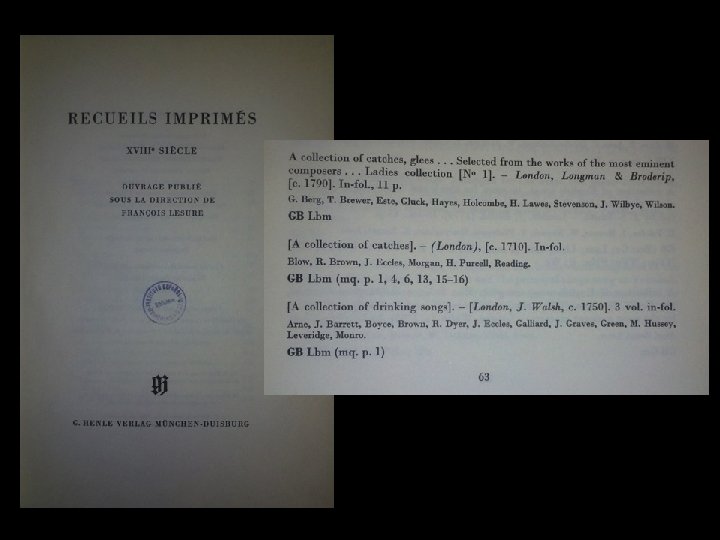 RECUEILS IMPRIMÉS
XVIIIe SIÈCLE
OUVRAGE PUBLIÉ
SOUS LA DIRECTION DE
FRANÇOIS LESURE
G. HENLE VERLAG MÜNCHEN-DUISBURG
A collection of catches, glees . . . Selected from the works of the most eminent
composers . . . Ladies collection [No 1]. – London, Longman & Broderip,
[c. 1790]. In-fol., 11 p.
G. Berg, T. Brewer, Este, Gluck, Hayes, Holcombe, H. Lawes, Stevenson, J. Wilbye, Wilson.
GB Lbm
[A collection of catches]. – (London), [c. 1710]. In-fol.
Blow, R. Brown, J. Eccles, Morgan, H. Purcell, Reading.
GB Lbm (mq. p. 1, 4, 6, 13, 15–16)
[A collection of drinking songs]. – [London, J. Walsh, c. 1750]. 3 vol. in-fol.
Arne, J. Barrett, Boyce, Brown, R. Dyer, J. Eccles, Galliard, J. Graves, Green, M. Hussey,
Leveridge, Monro.
GB Lbm (mq. p. 1)
63